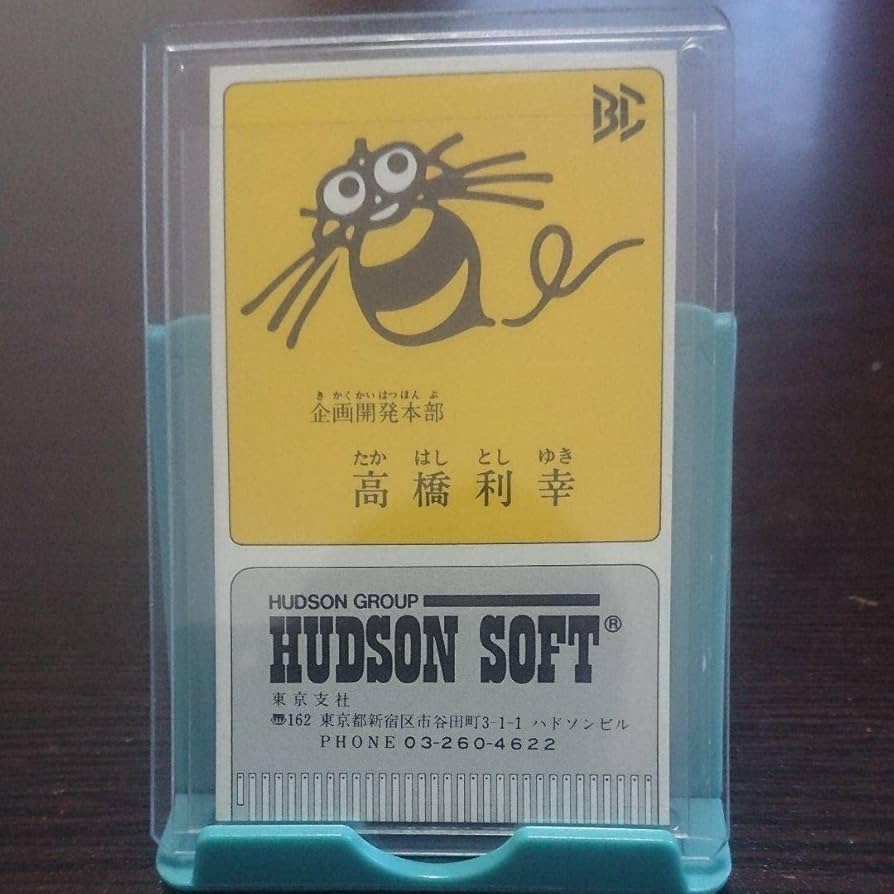 BC
きかくかいはつほんぶ
企画開発本部
たか はし とし ゆき
高橋利幸
HUDSON GROUP
HUDSON SOFT®
東京支社
〠162 東京都新宿区市谷田町3-1-1 ハドソンビル
PHONE 03-260-4622